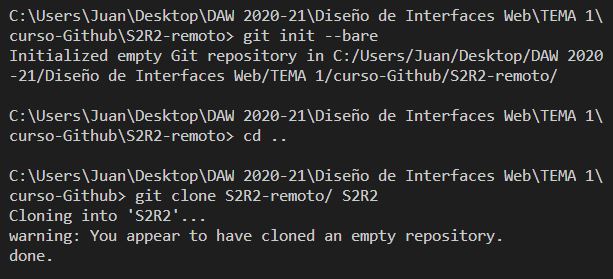 C:\Users\Juan\Desktop\DAW 2020-21\Diseño de Interfaces Web\TEMA 1\
curso-Github\S2R2-remoto> git init --bare
Initialized empty Git repository in C:/Users/Juan/Desktop/DAW 2020
-21/Diseño de Interfaces Web/TEMA 1/curso-Github/S2R2-remoto/
C:\Users\Juan\Desktop\DAW 2020-21\Diseño de Interfaces Web\TEMA 1\
curso-Github\S2R2-remoto> cd ..
C:\Users\Juan\Desktop\DAW 2020-21\Diseño de Interfaces Web\TEMA 1\
curso-Github> git clone S2R2-remoto/ S2R2
Cloning into 'S2R2'...
warning: You appear to have cloned an empty repository.
done.